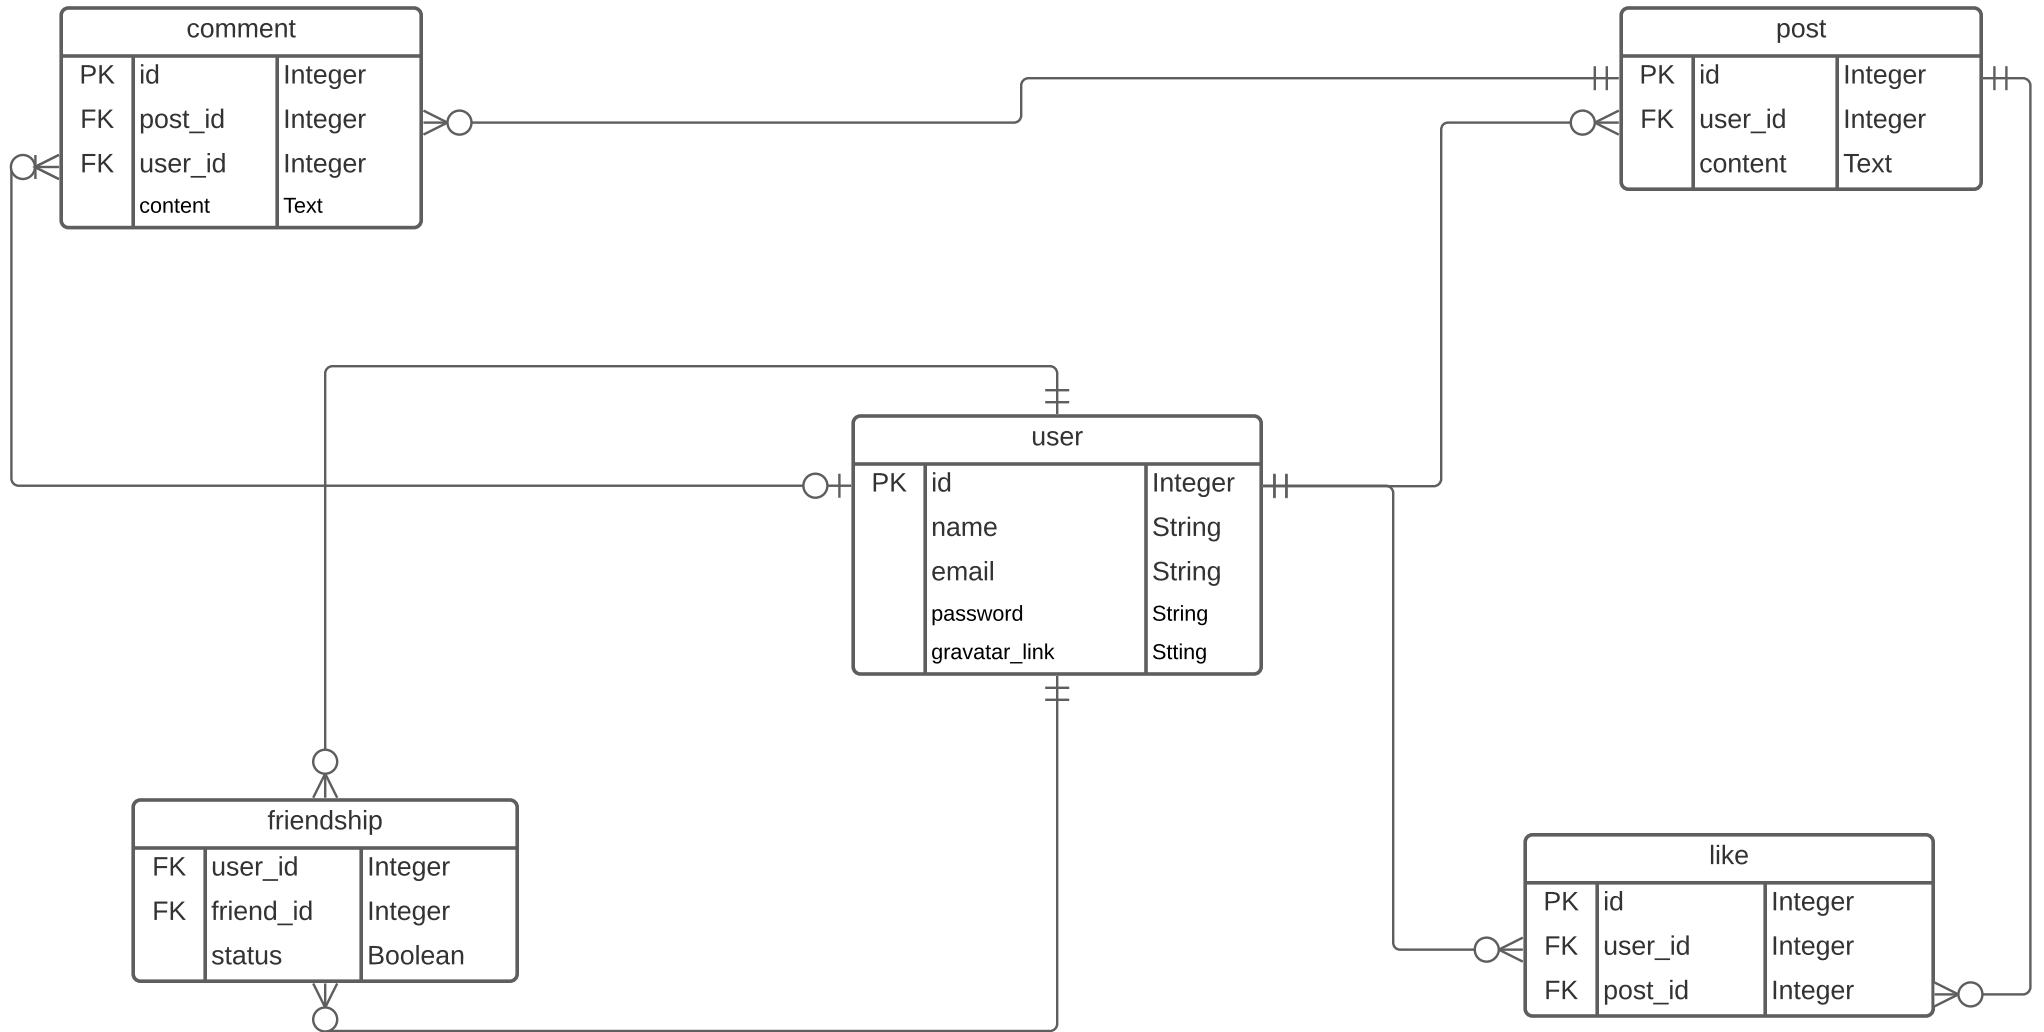 comment
PK id Integer
FK post_id Integer
FK user_id Integer
content Text
post
PK id Integer
FK user_id Integer
content Text
user
PK id Integer
name String
email String
password String
gravatar_link Stting
friendship
FK user_id Integer
FK friend_id Integer
status Boolean
like
PK id Integer
FK user_id Integer
FK post_id Integer